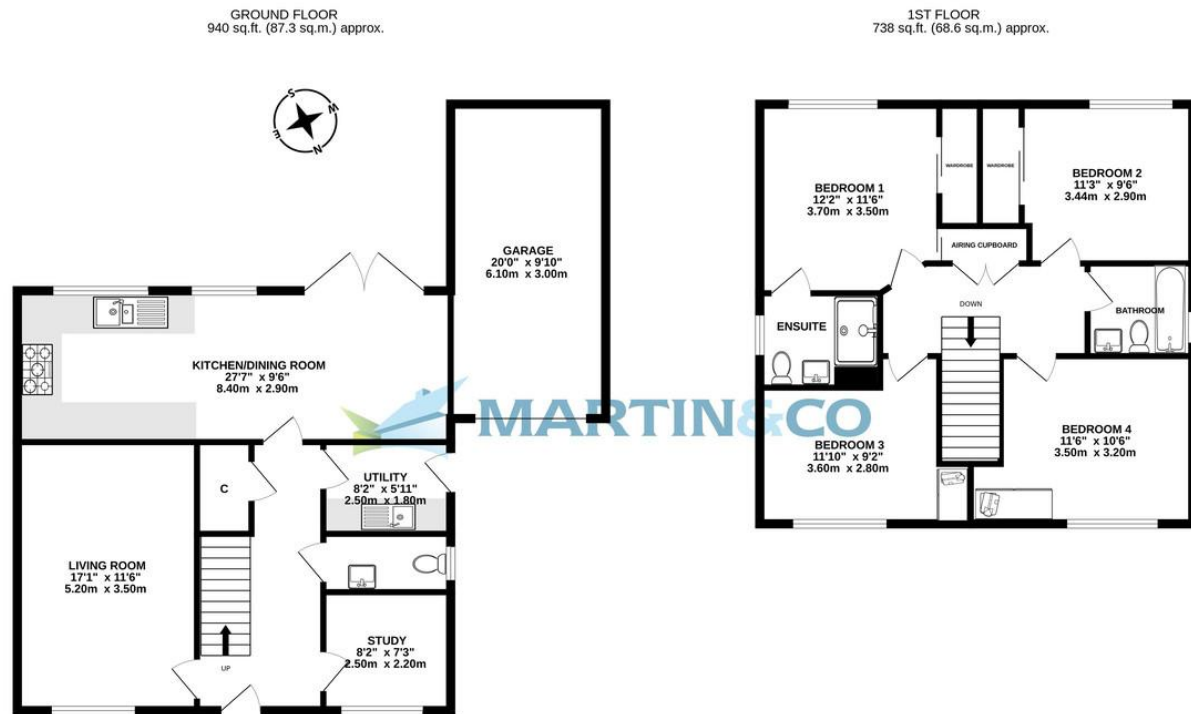 GROUND FLOOR
940 sq.ft. (87.3 sq.m.) approx.
S
W
E
N
GARAGE
20'0" x 9'10"
6.10m x 3.00m
KITCHEN/DINING ROOM
27'7" x 9'6"
8.40m x 2.90m
C
UTILITY
8'2" x 5'11"
2.50m x 1.80m
LIVING ROOM
17'1" x 11'6"
5.20m x 3.50m
UP
STUDY
8'2" x 7'3"
2.50m x 2.20m
1ST FLOOR
738 sq.ft. (68.6 sq.m.) approx.
BEDROOM 1
12'2" x 11'6"
3.70m x 3.50m
WARDROBE
WARDROBE
BEDROOM 2
11'3" x 9'6"
3.44m x 2.90m
AIRING CUPBOARD
DOWN
ENSUITE
BATHROOM
BEDROOM 3
11'10" x 9'2"
3.60m x 2.80m
BEDROOM 4
11'6" x 10'6"
3.50m x 3.20m
MARTIN&CO